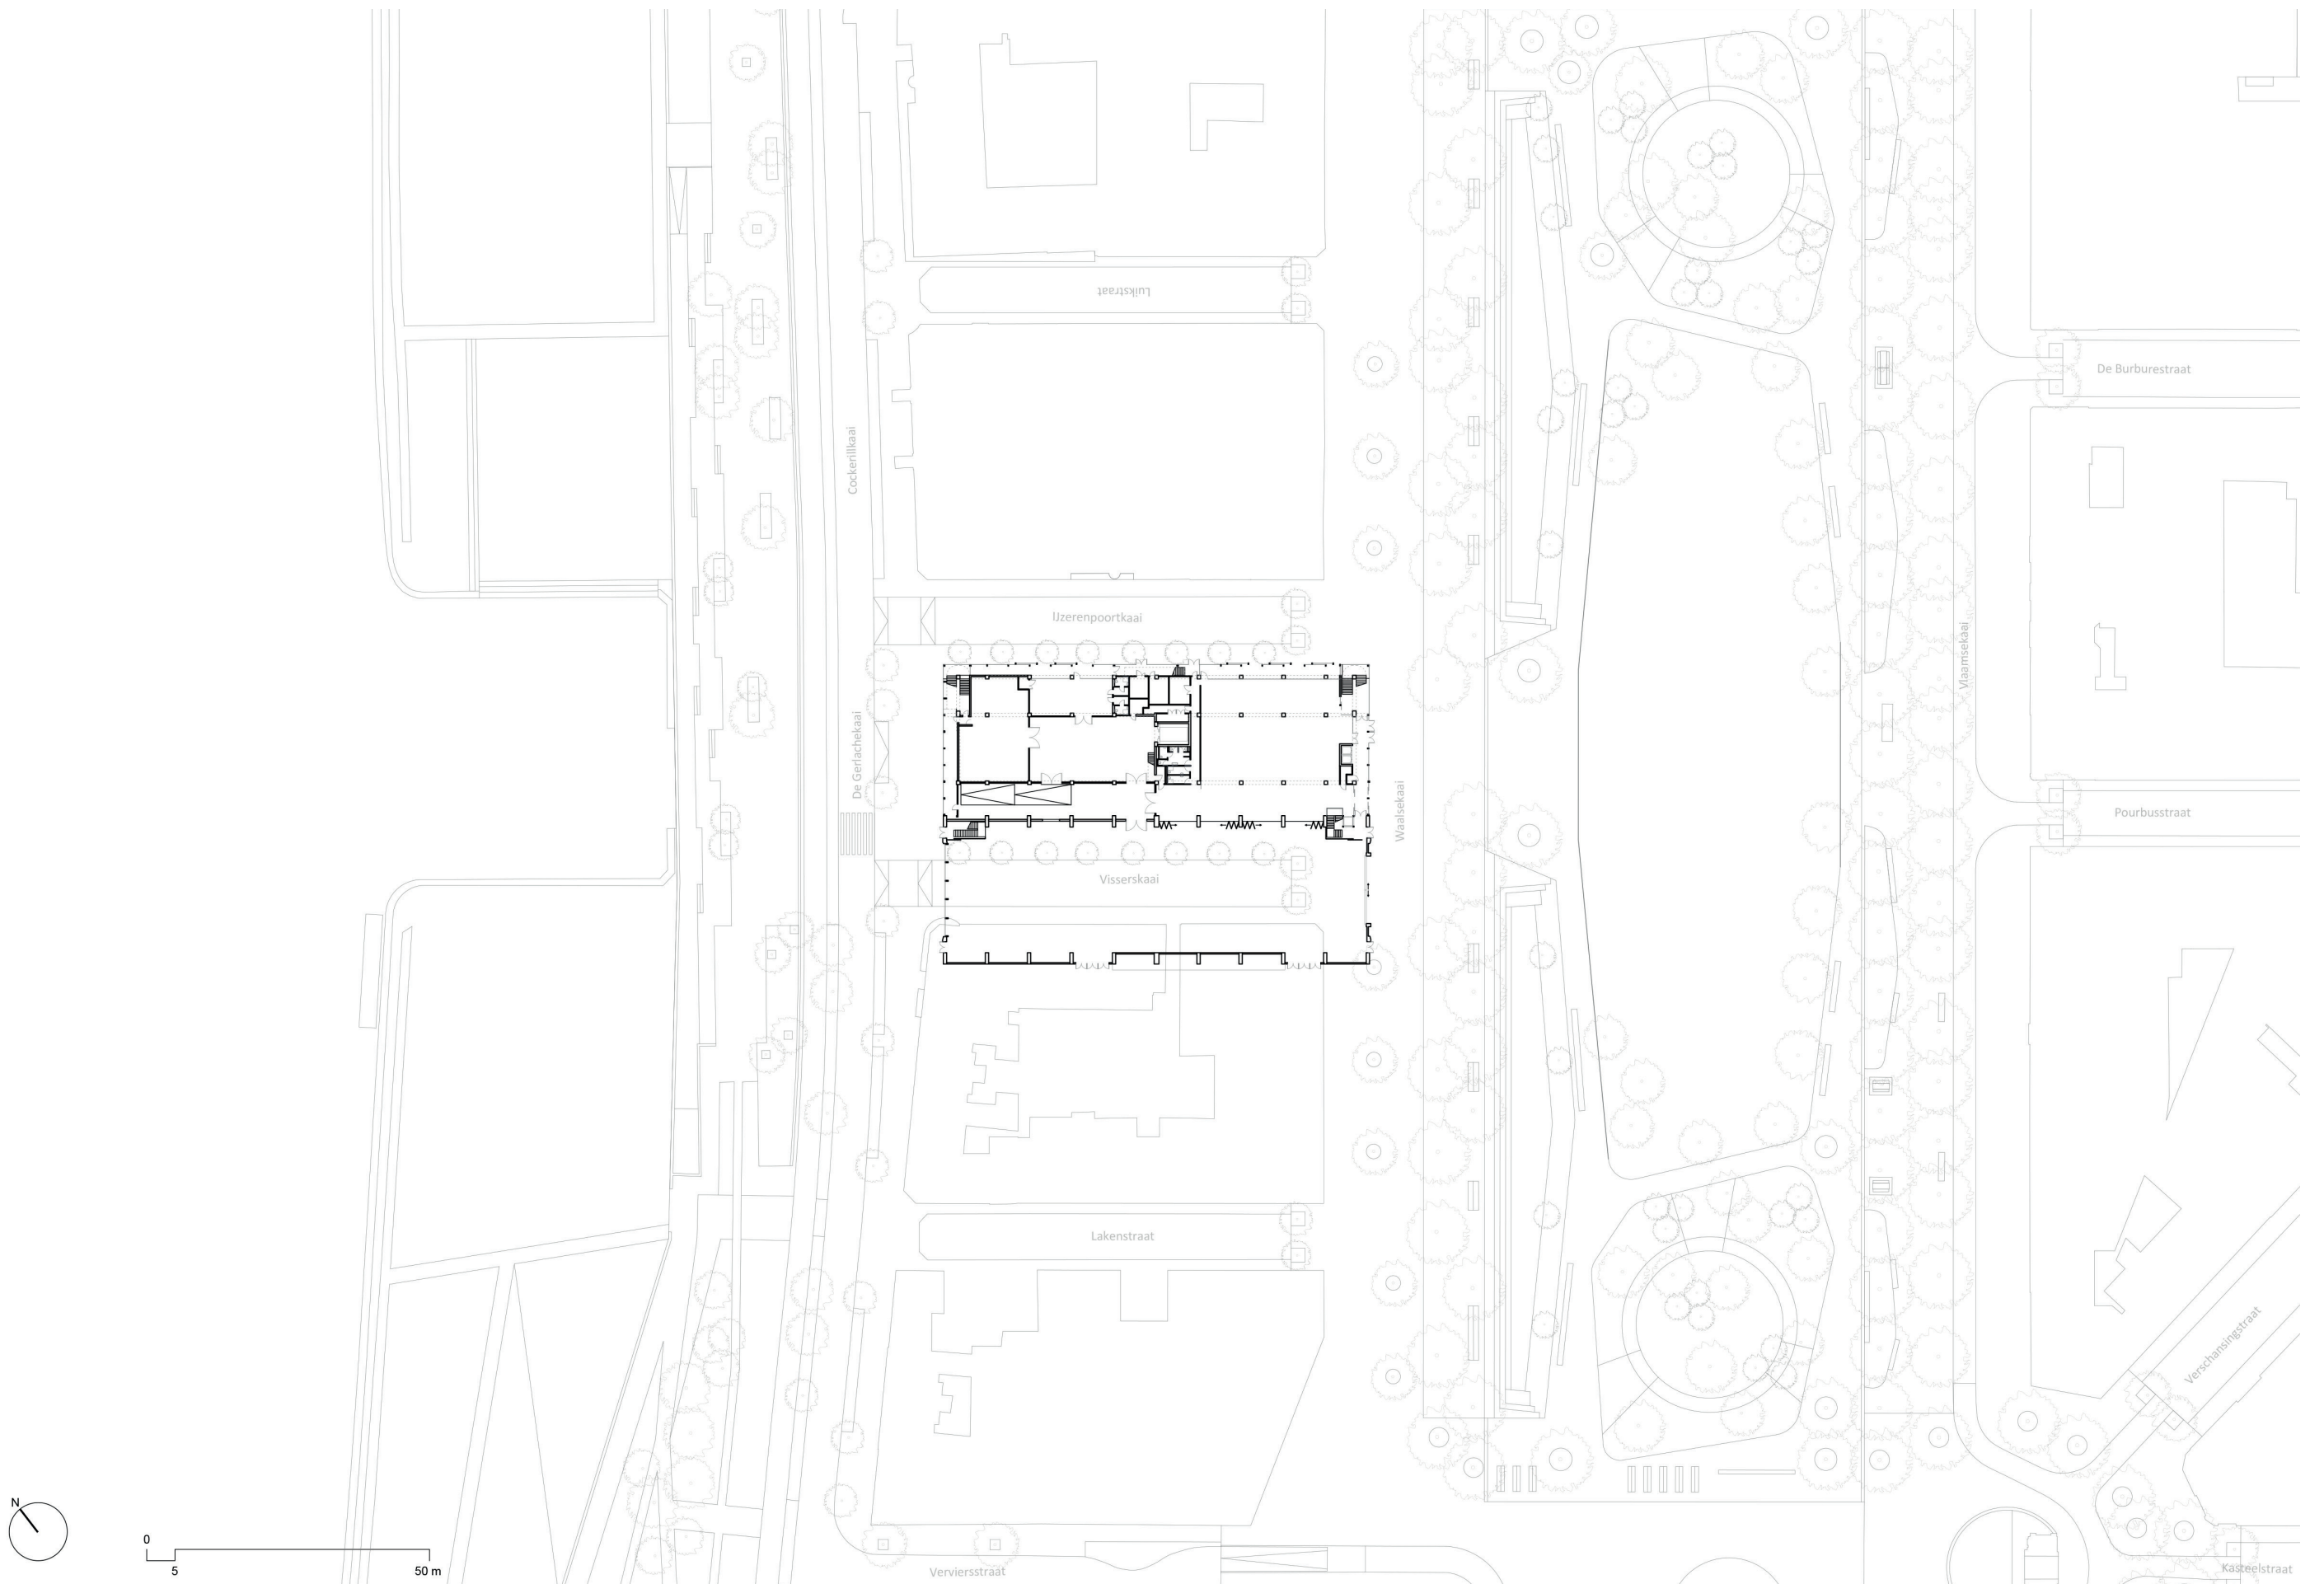 Luikstraat
De Burburestraat
Cockerillkaai
IJzerenpoortkaai
Vlaamsekaai
De Gerlachekaai
Waalsekaai
Pourbusstraat
Visserskaai
Lakenstraat
Verschansingstraat
N
0
5
50 m
Verviersstraat
Kasteelstraat